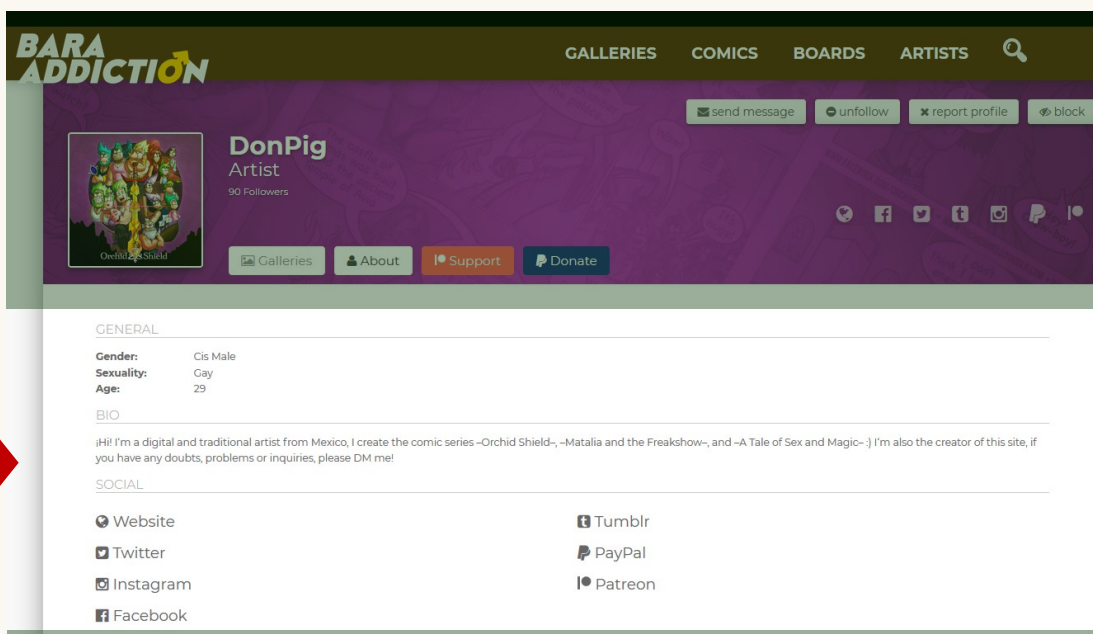 BARA
ADDICTION
GALLERIES COMICS BOARDS ARTISTS
send message unfollow report profile block
DonPig
Artist
90 Followers
Orchid Shield
Galleries About Support Donate
GENERAL
Gender: Cis Male
Sexuality: Gay
Age: 29
BIO
¡Hi! I'm a digital and traditional artist from Mexico, I create the comic series –Orchid Shield–, –Matalia and the Freakshow–, and –A Tale of Sex and Magic– :) I'm also the creator of this site, if
you have any doubts, problems or inquiries, please DM me!
SOCIAL
Website Tumblr
Twitter PayPal
Instagram Patreon
Facebook